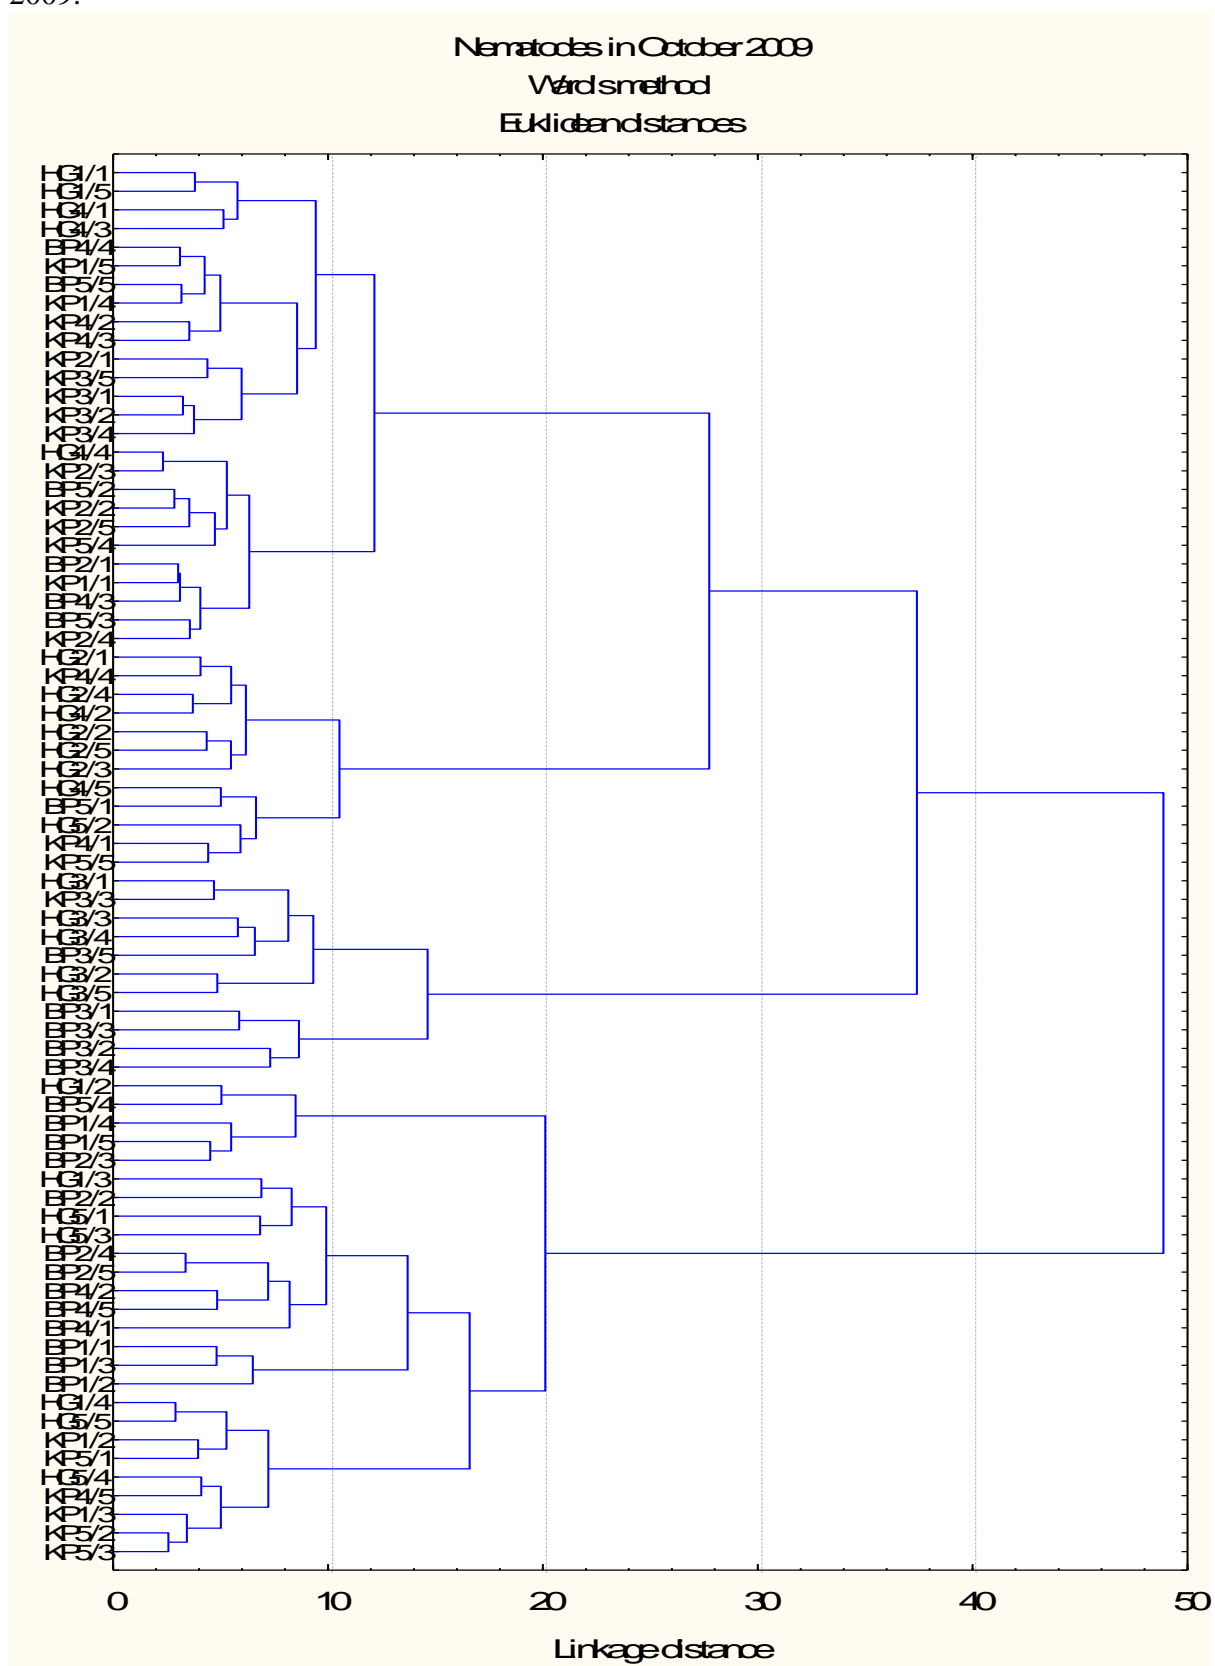 2009.
Nematodes in October 2009
Ward's method
Euklidean distances
HG1/1
HG1/5
HG4/1
HG4/3
BP4/4
KP1/5
BP5/5
KP1/4
KP4/2
KP4/3
KP2/1
KP3/5
KP3/1
KP3/2
KP3/4
HG4/4
KP2/3
BP5/2
KP2/2
KP2/5
KP5/4
BP2/1
KP1/1
BP4/3
BP5/3
KP2/4
HG2/1
KP4/4
HG2/4
HG4/2
HG2/2
HG2/5
HG2/3
HG4/5
BP5/1
HG5/2
KP4/1
KP5/5
HG3/1
KP3/3
HG3/3
HG3/4
BP3/5
HG3/2
HG3/5
BP3/1
BP3/3
BP3/2
BP3/4
HG1/2
BP5/4
BP1/4
BP1/5
BP2/3
HG1/3
BP2/2
HG5/1
HG5/3
BP2/4
BP2/5
BP4/2
BP4/5
BP4/1
BP1/1
BP1/3
BP1/2
HG1/4
HG5/5
KP1/2
KP5/1
HG5/4
KP4/5
KP1/3
KP5/2
KP5/3
0 10 20 30 40 50
Linkage distance